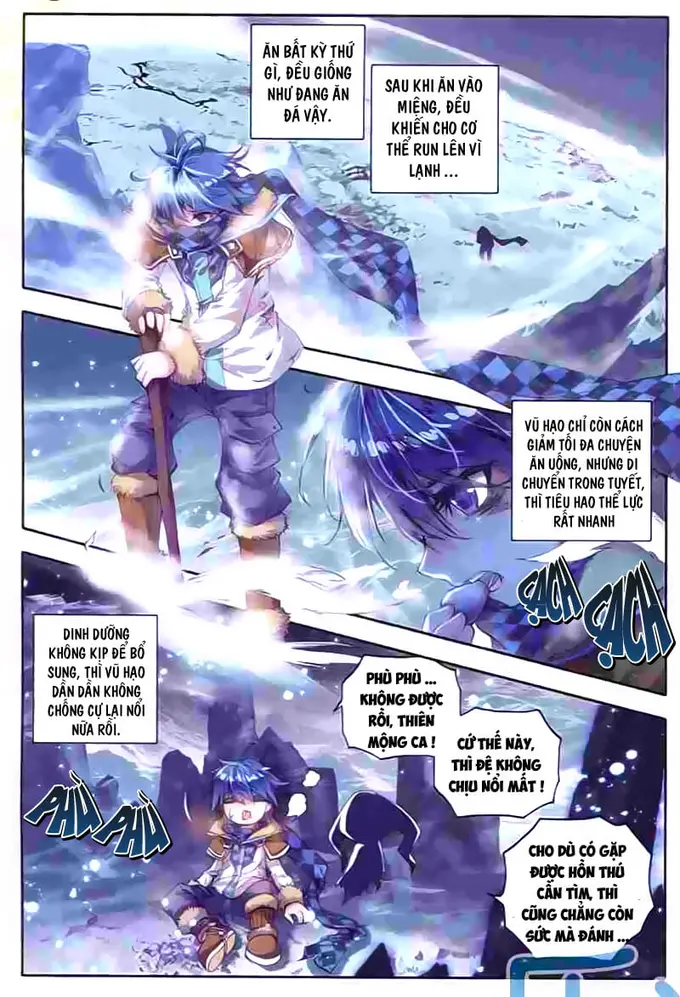 ĂN BẤT KỲ THỨ
GÌ, ĐỀU GIỐNG
NHƯ ĐANG ĂN
ĐÁ VẬY.
SAU KHI ĂN VÀO
MIỆNG, ĐỀU
KHIẾN CHO CƠ
THỂ RUN LÊN VÌ
LẠNH ...
VŨ HẠO CHỈ CÒN CÁCH
GIẢM TỐI ĐA CHUYỆN
ĂN UỐNG, NHƯNG DI
CHUYỂN TRONG TUYẾT,
THÌ TIÊU HAO THỂ LỰC
RẤT NHANH
CẠCH
CẠCH
DINH DƯỠNG
KHÔNG KỊP ĐỂ BỔ
SUNG, THÌ VŨ HẠO
DẦN DẦN KHÔNG
CHỐNG CỰ LẠI NỔI
NỮA RỒI.
PHÙ PHÙ ...
KHÔNG ĐƯỢC
RỒI, THIÊN
MỘNG CA !
CỨ THẾ NÀY,
THÌ ĐỆ KHÔNG
CHỊU NỔI MẤT !
PHÙ
PHÙ
CHO DÙ CÓ GẶP
ĐƯỢC HỒN THÚ
CẦN TÌM, THÌ
CŨNG CHẲNG CÒN
SỨC MÀ ĐÁNH ...